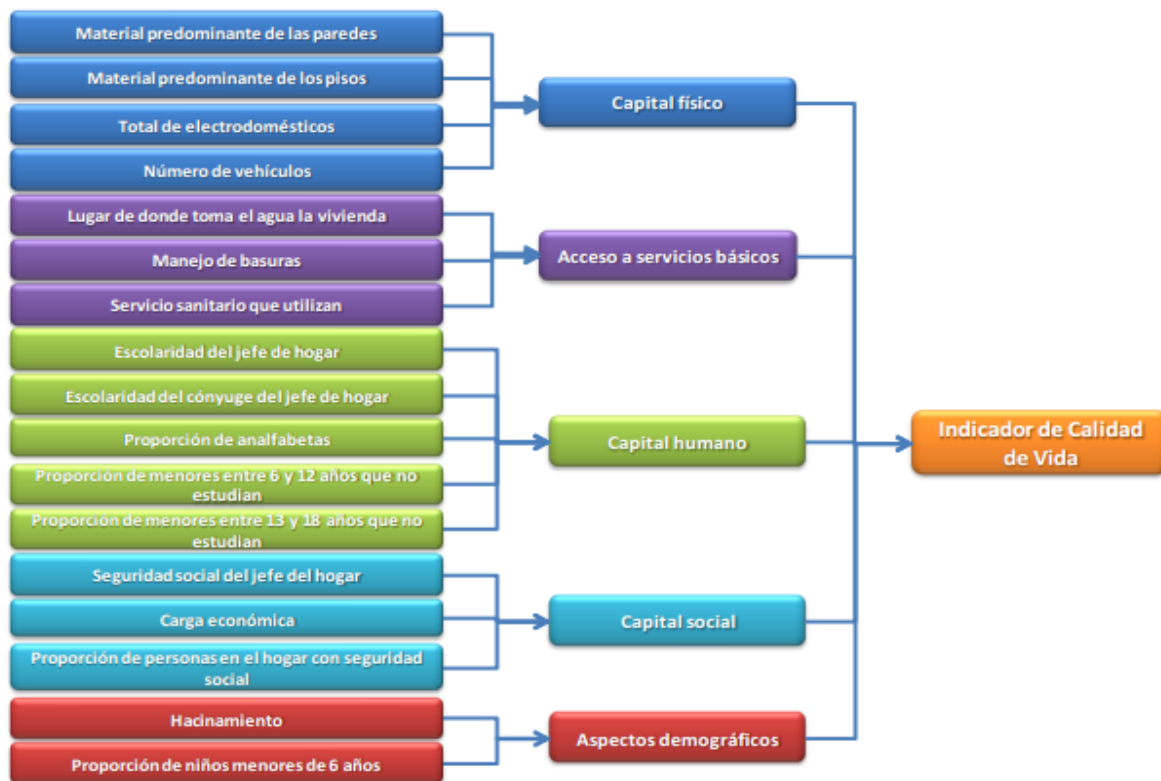 Material predominante de las paredes
Material predominante de los pisos
Total de electrodomésticos
Número de vehículos
Capital físico
Lugar de donde toma el agua la vivienda
Manejo de basuras
Servicio sanitario que utilizan
Acceso a servicios básicos
Escolaridad del jefe de hogar
Escolaridad del cónyuge del jefe de hogar
Proporción de analfabetas
Proporción de menores entre 6 y 12 años que no
estudian
Proporción de menores entre 13 y 18 años que no
estudian
Capital humano
Seguridad social del jefe del hogar
Carga económica
Proporción de personas en el hogar con seguridad
social
Capital social
Hacinamiento
Proporción de niños menores de 6 años
Aspectos demográficos
Indicador de Calidad
de Vida